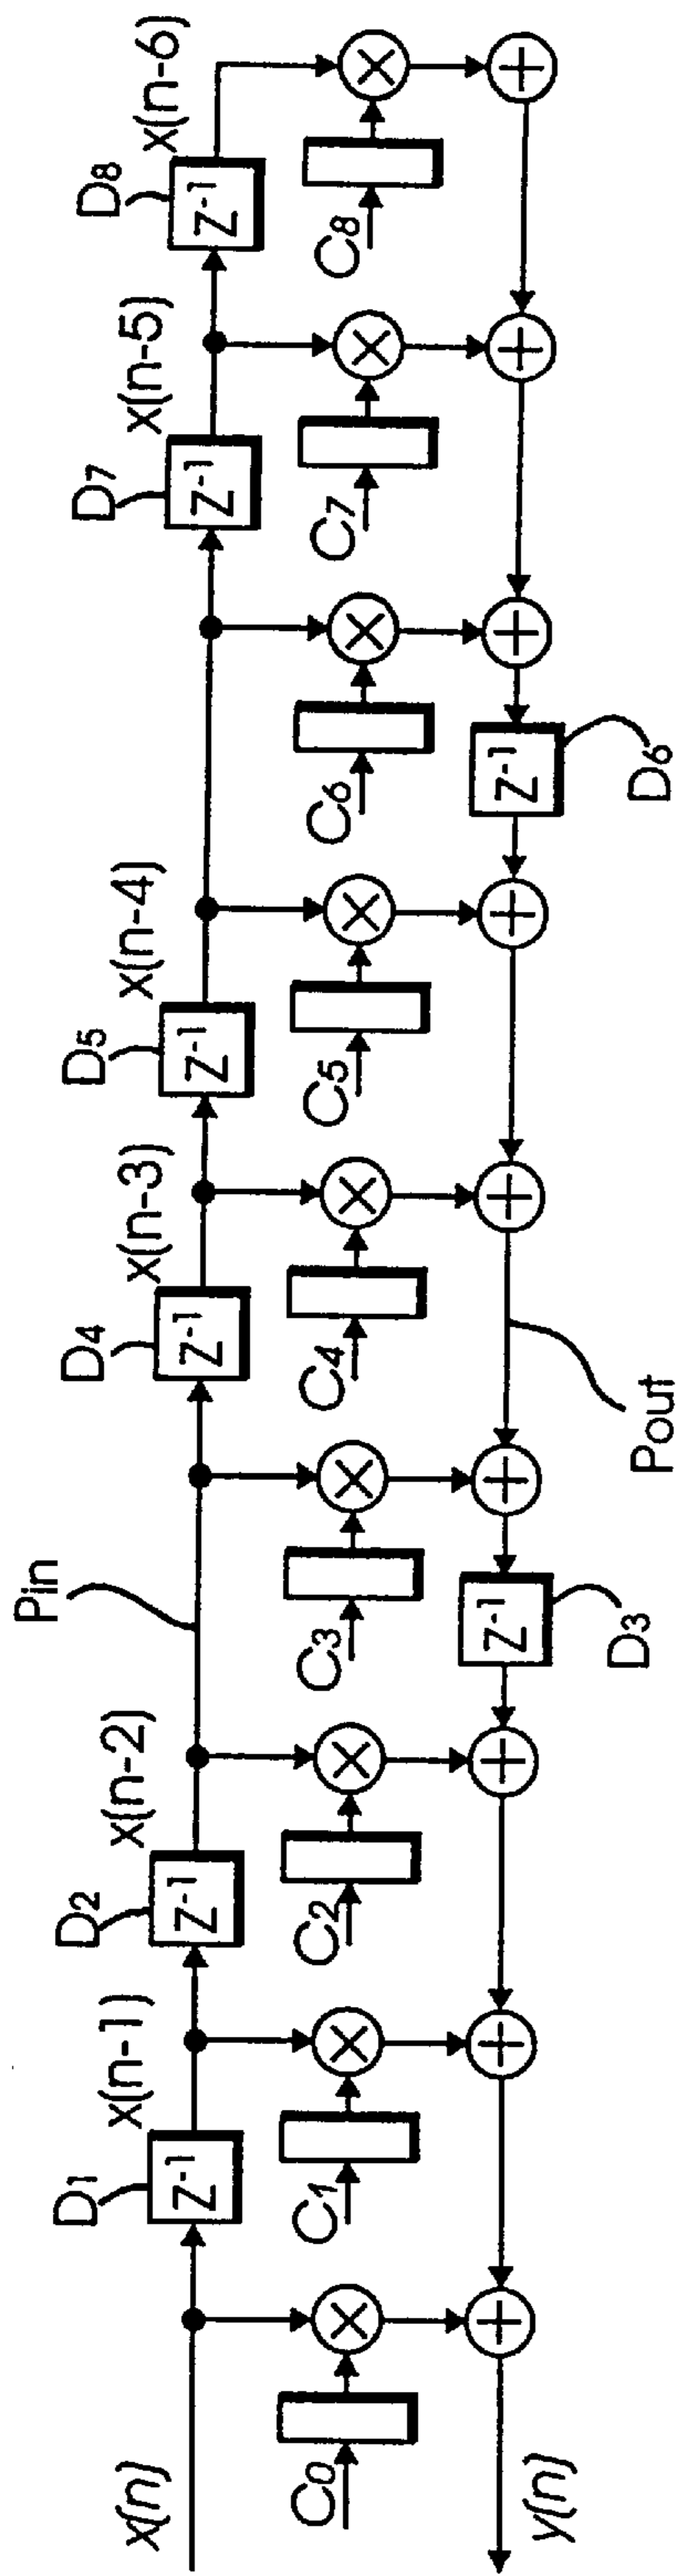 D1 D2 Pin D4 D5 D7 D8
x(n) x(n-1) x(n-2) x(n-3) x(n-4) x(n-5) x(n-6)
Z-1 Z-1 Z-1 Z-1 Z-1 Z-1
C0 C1 C2 C3 C4 C5 C6 C7 C8
Z-1 Z-1
y(n) D3 Pout D6